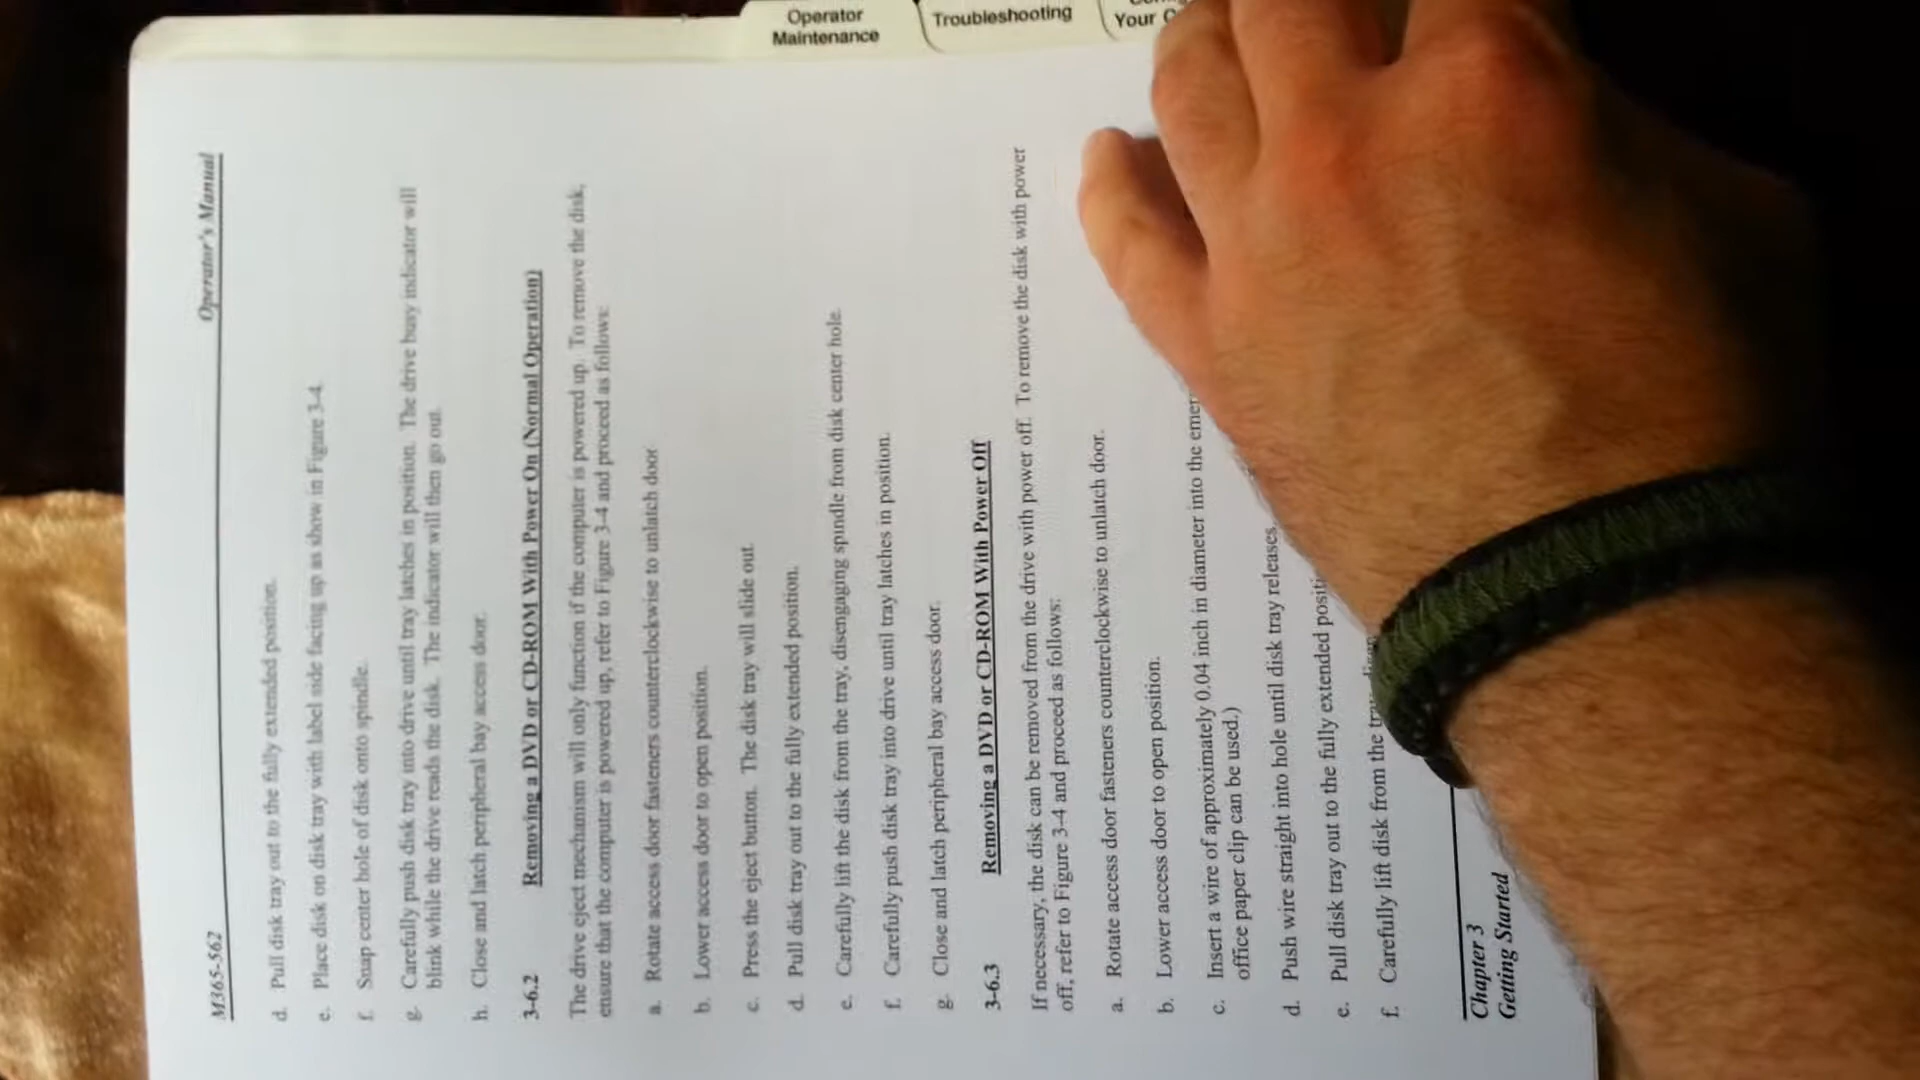 Operator
Maintenance
Troubleshooting
Your
M365-562 Operator's Manual
d. Pull disk tray out to the fully extended position.
e. Place disk on disk tray with label side facing up as show in Figure 3-4.
f. Snap center hole of disk onto spindle.
g. Carefully push disk tray into drive until tray latches in position. The drive busy indicator will
blink while the drive reads the disk. The indicator will then go out.
h. Close and latch peripheral bay access door.
3-6.2 Removing a DVD or CD-ROM With Power On (Normal Operation)
The drive eject mechanism will only function if the computer is powered up. To remove the disk,
ensure that the computer is powered up, refer to Figure 3-4 and proceed as follows:
a. Rotate access door fasteners counterclockwise to unlatch door.
b. Lower access door to open position.
c. Press the eject button. The disk tray will slide out.
d. Pull disk tray out to the fully extended position.
e. Carefully lift the disk from the tray, disengaging spindle from disk center hole.
f. Carefully push disk tray into drive until tray latches in position.
g. Close and latch peripheral bay access door.
3-6.3 Removing a DVD or CD-ROM With Power Off
If necessary, the disk can be removed from the drive with power off. To remove the disk with power
off, refer to Figure 3-4 and proceed as follows:
a. Rotate access door fasteners counterclockwise to unlatch door.
b. Lower access door to open position.
c. Insert a wire of approximately 0.04 inch in diameter into the
office paper clip can be used.)
d. Push wire straight into hole until disk tray releases.
e. Pull disk tray out to the fully extended
f. Carefully lift disk from the
Chapter 3
Getting Started